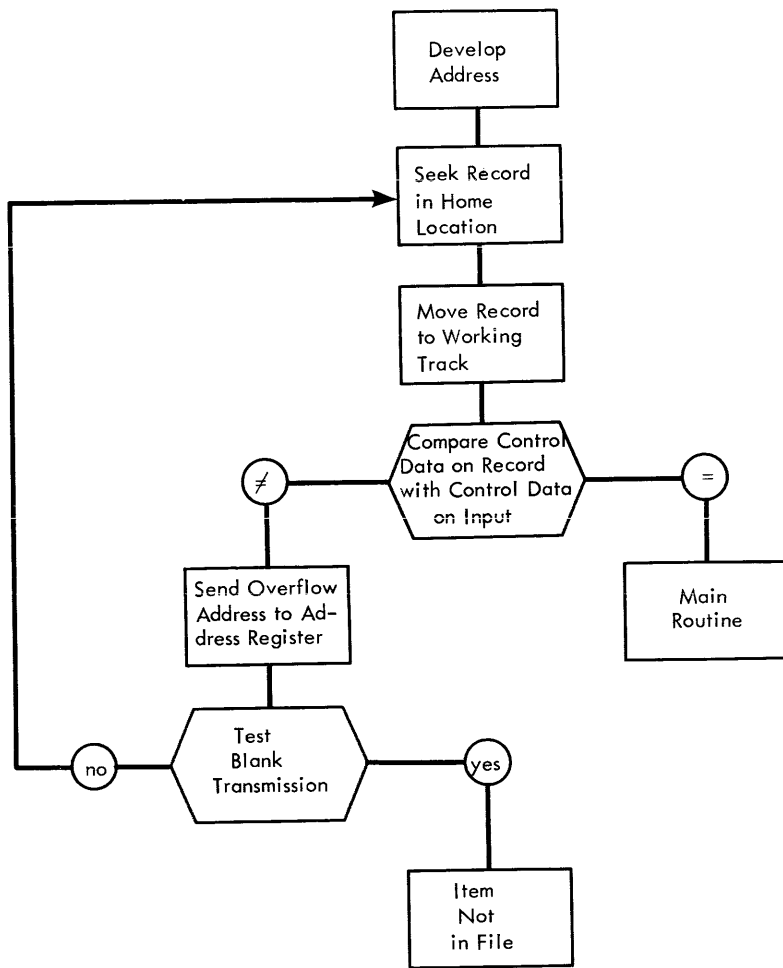 Develop
Address
Seek Record
in Home
Location
Move Record
to Working
Track
Compare Control
Data on Record
with Control Data
on Input
≠
=
Send Overflow
Address to Ad-
dress Register
Main
Routine
Test
Blank
Transmission
no
yes
Item
Not
in File